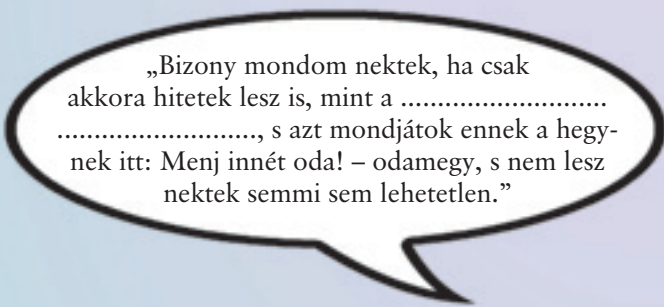 „Bizony mondom nektek, ha csak
akkora hitetek lesz is, mint a ...........................
.........................., s azt mondjátok ennek a hegy-
nek itt: Menj innét oda! – odamegy, s nem lesz
nektek semmi sem lehetetlen.”